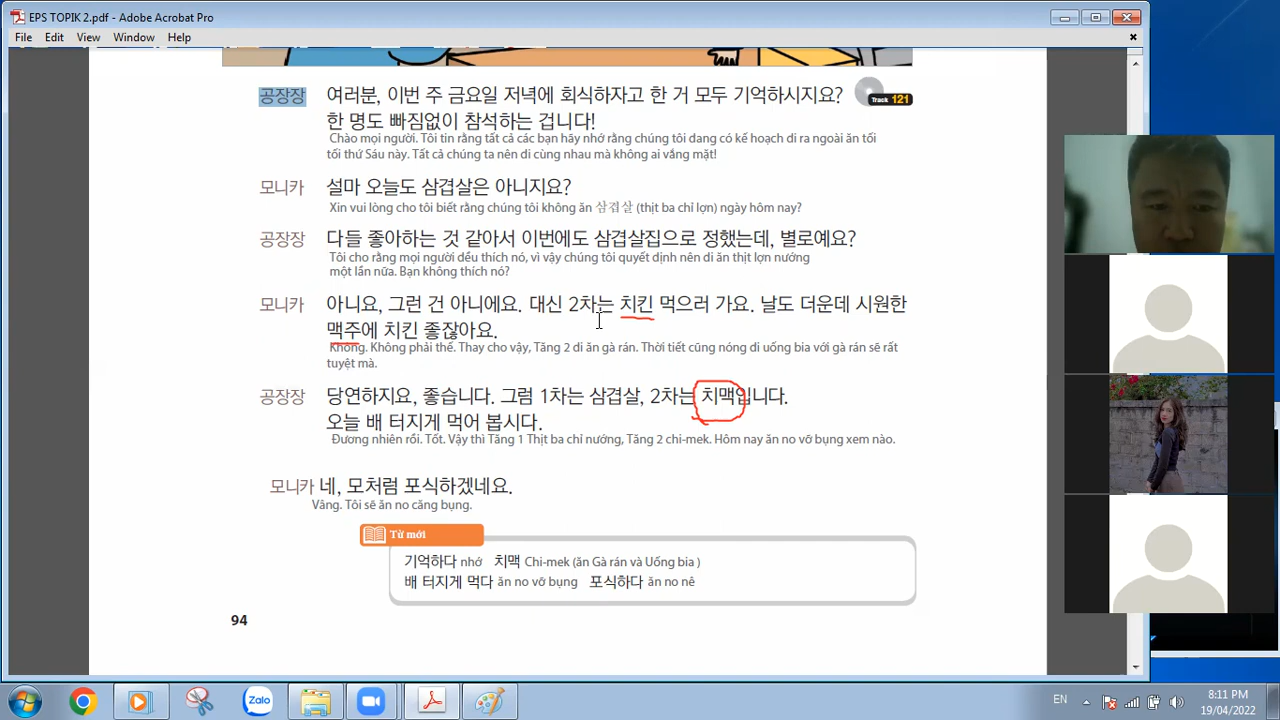 EPS TOPIK 2.pdf - Adobe Acrobat Pro
File Edit View Window Help
공장장 여러분, 이번 주 금요일 저녁에 회식하자고 한 거 모두 기억하시지요? Track 121
한 명도 빠짐없이 참석하는 겁니다!
Chào mọi người. Tôi tin rằng tất cả các bạn hãy nhớ rằng chúng tôi dang có kế hoạch di ra ngoài ăn tối
tối thứ Sáu này. Tất cả chúng ta nên di cùng nhau mà không ai vắng mặt!
모니카 설마 오늘도 삼겹살은 아니지요?
Xin vui lòng cho tôi biết rằng chúng tôi không ăn 삼겹살 (thịt ba chỉ lợn) ngày hôm nay?
공장장 다들 좋아하는 것 같아서 이번에도 삼겹살집으로 정했는데, 별로예요?
Tôi cho rằng mọi người dều thích nó, vì vậy chúng tôi quyết dịnh nên di ăn thịt lợn nướng
một lần nữa. Bạn không thích nó?
모니카 아니요, 그런 건 아니에요. 대신 2차는 치킨 먹으러 가요. 날도 더운데 시원한
맥주에 치킨 좋잖아요.
Không. Không phải thế. Thay cho vậy, Tăng 2 di ăn gà rán. Thời tiết cũng nóng di uống bia với gà rán sẽ rất
tuyệt mà.
공장장 당연하지요, 좋습니다. 그럼 1차는 삼겹살, 2차는 치맥입니다.
오늘 배 터지게 먹어 봅시다.
Đương nhiên rồi. Tốt. Vậy thì Tăng 1 Thịt ba chỉ nướng, Tăng 2 chi-mek. Hôm nay ăn no vỡ bụng xem nào.
모니카 네, 모처럼 포식하겠네요.
Vâng. Tôi sẽ ăn no căng bụng.
Từ mới
기억하다 nhớ 치맥 Chi-mek (ăn Gà rán và Uống bia )
배 터지게 먹다 ăn no vỡ bụng 포식하다 ăn no nê
94
Zalo
EN
8:11 PM
19/04/2022